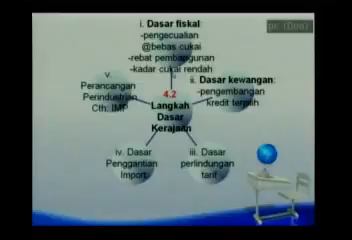 i. Dasar fiskal
-pengecualian
@bebas cukai
-rebat pembangunan
-kadar cukai rendah
ii. Dasar kewangan:
-pengembangan
kredit terpilih
iii. Dasar
perlindungan
tarif
iv. Dasar
Penggantian
Import
v.
Perancangan
Perindustrian
Cth: IMP
4.2
Langkah
Dasar
Kerajaan